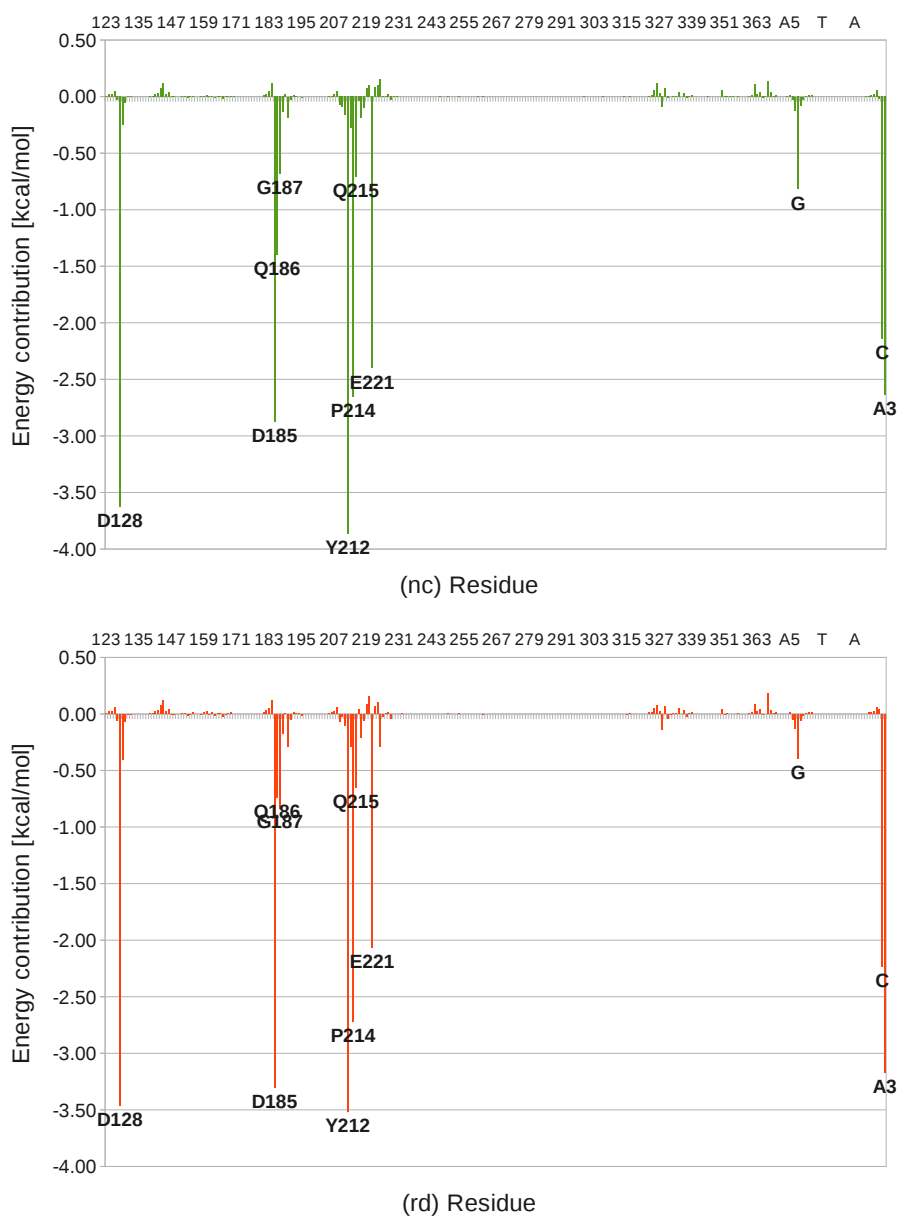 123 135 147 159 171 183 195 207 219 231 243 255 267 279 291 303 315 327 339 351 363 A5 T A
0.50
0.00
-0.50
-1.00
-1.50
-2.00
-2.50
-3.00
-3.50
-4.00
Energy contribution [kcal/mol]
G187
Q215
G
Q186
C
E221
P214
A3
D185
D128
Y212
(nc) Residue
123 135 147 159 171 183 195 207 219 231 243 255 267 279 291 303 315 327 339 351 363 A5 T A
0.50
0.00
-0.50
-1.00
-1.50
-2.00
-2.50
-3.00
-3.50
-4.00
Energy contribution [kcal/mol]
G
Q215
Q186
G187
E221
C
P214
A3
D185
D128
Y212
(rd) Residue